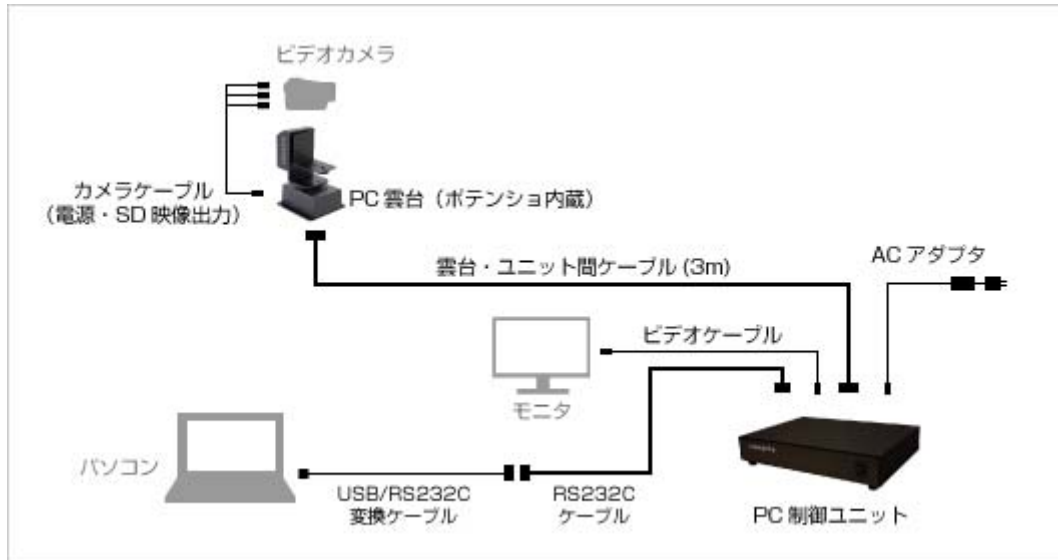 ビデオカメラ
カメラケーブル
(電源・SD 映像出力)
PC 雲台（ポテンショ内蔵）
雲台・ユニット間ケーブル (3m)
AC アダプタ
ビデオケーブル
モニタ
パソコン
USB/RS232C
変換ケーブル
RS232C
ケーブル
PC 制御ユニット